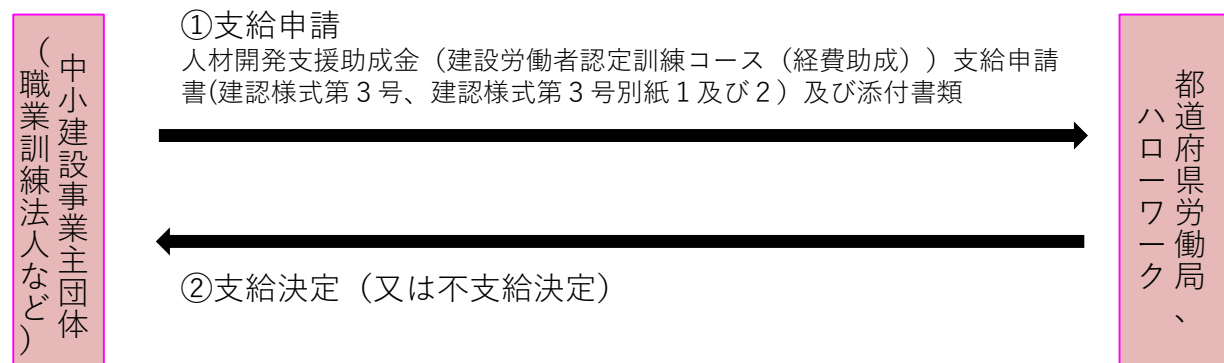 中小建設事業主団体
（職業訓練法人など）
①支給申請
人材開発支援助成金（建設労働者認定訓練コース（経費助成））支給申請
書(建認様式第３号、建認様式第３号別紙１及び２）及び添付書類
②支給決定（又は不支給決定）
都道府県労働局、
ハローワーク